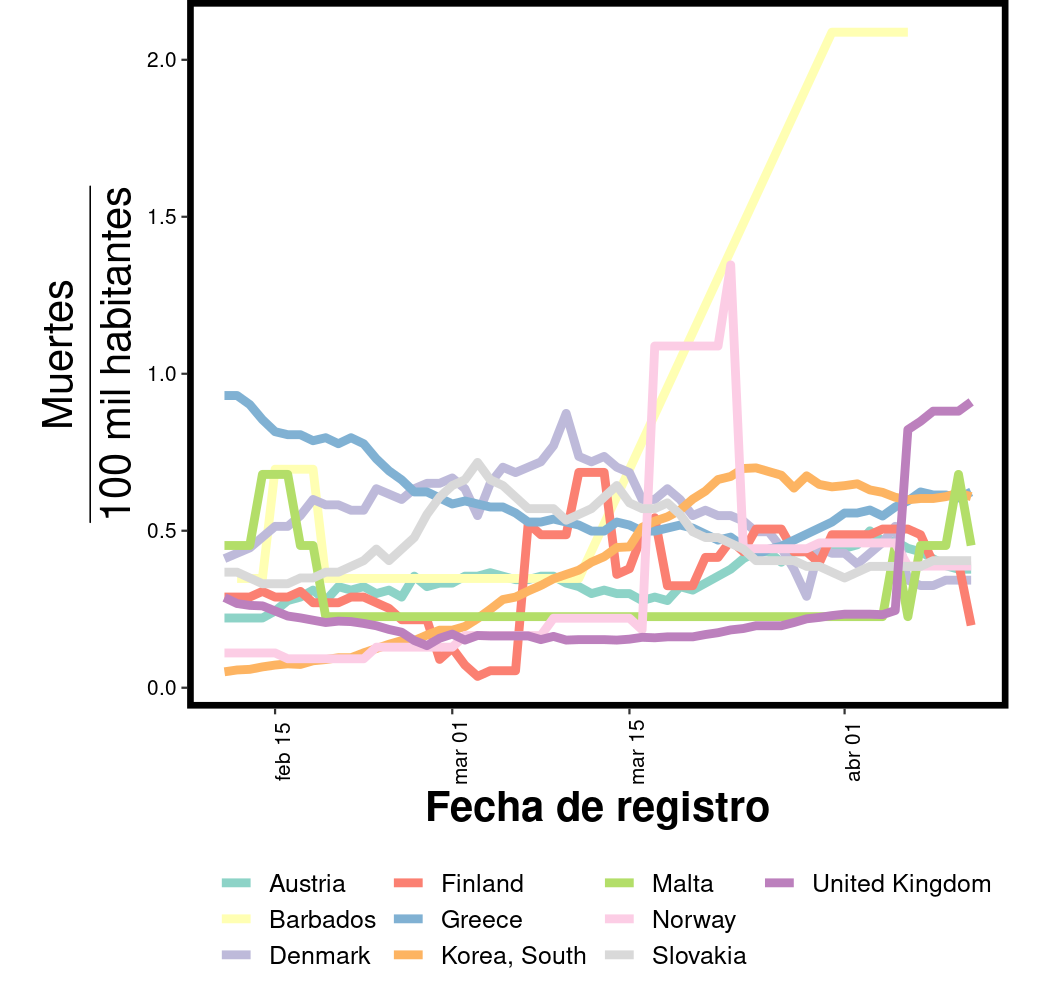 Muertes
100 mil habitantes
2.0
1.5
1.0
0.5
0.0
feb 15
mar 01
mar 15
abr 01
Fecha de registro
Austria Finland Malta United Kingdom
Barbados Greece Norway
Denmark Korea, South Slovakia